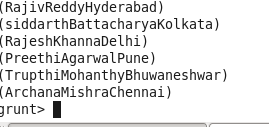 (RajivReddyHyderabad)
(siddarthBattacharyaKolkata)
(RajeshKhannaDelhi)
(PreethiAgarwalPune)
(TrupthiMohanthyBhuwaneshwar)
(ArchanaMishraChennai)
grunt>